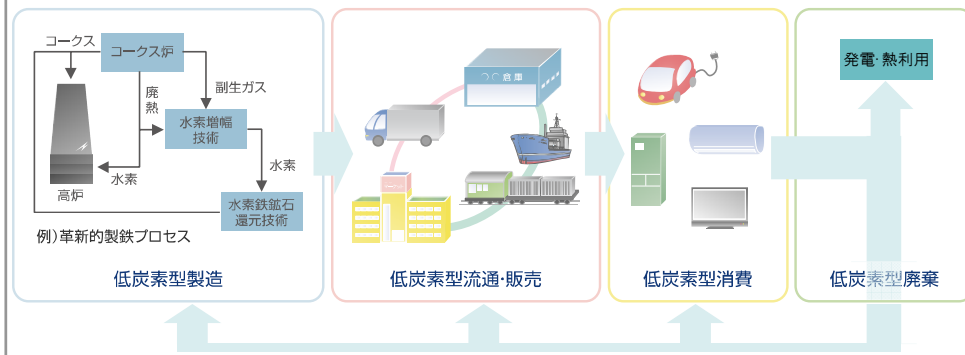 コークス
コークス炉
廃熱
副生ガス
水素増幅
技術
水素
水素
高炉
水素鉄鉱石
還元技術
例）革新的製鉄プロセス
低炭素型製造
○○倉庫
低炭素型流通・販売
低炭素型消費
発電・熱利用
低炭素型廃棄